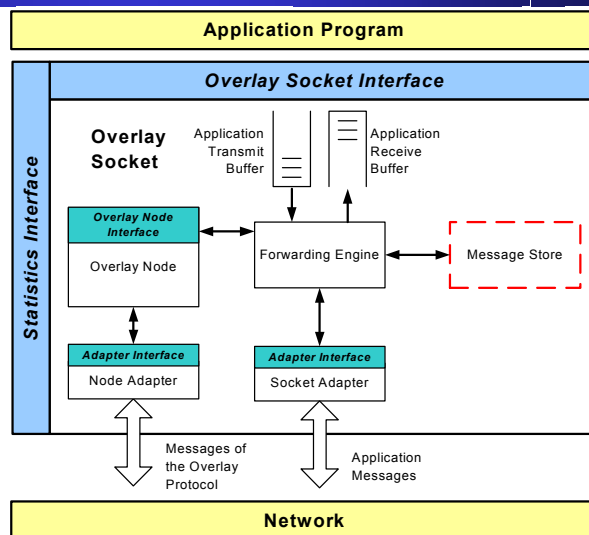 Application Program
Overlay Socket Interface
Statistics Interface
Overlay
Socket
Application
Transmit
Buffer
Application
Receive
Buffer
Overlay Node
Interface
Overlay Node
Forwarding Engine
Message Store
Adapter Interface
Node Adapter
Adapter Interface
Socket Adapter
Messages of
the Overlay
Protocol
Application
Messages
Network